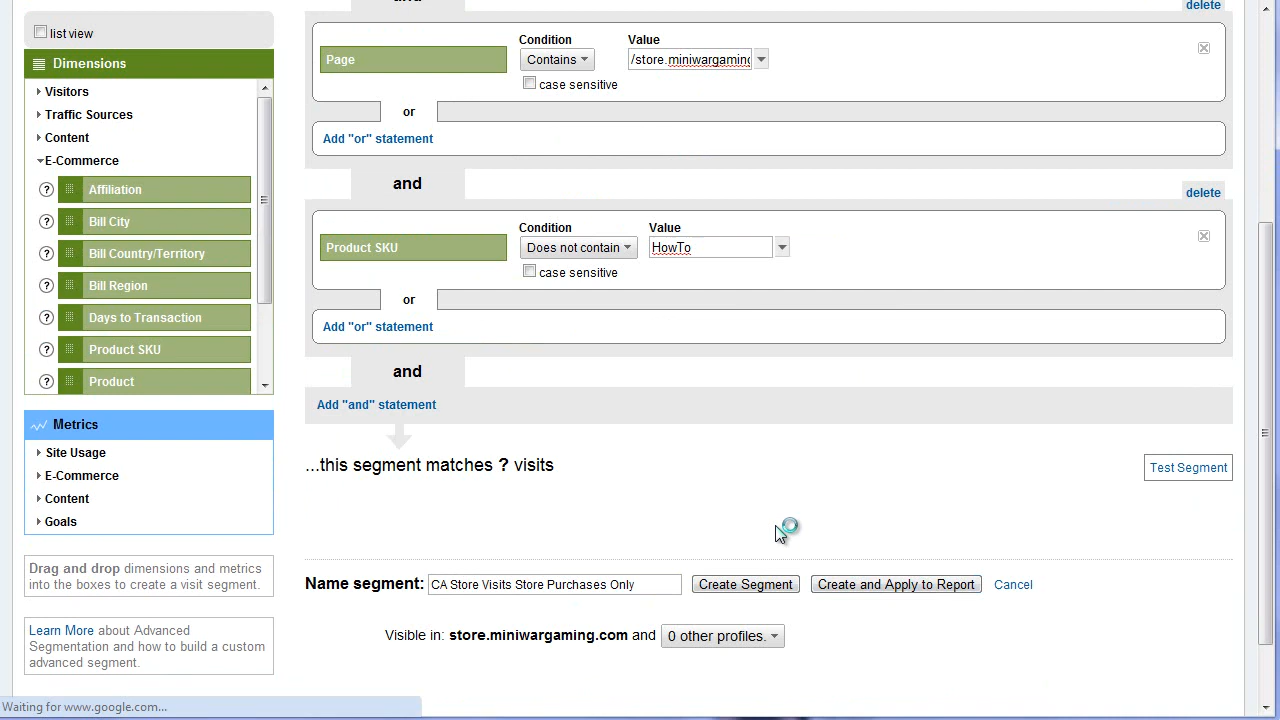 and
delete
list view
Condition
Value
Page
Contains
/store.miniwargaming
case sensitive
Dimensions
Visitors
Traffic Sources
Content
E-Commerce
? Affiliation
? Bill City
? Bill Country/Territory
? Bill Region
? Days to Transaction
? Product SKU
? Product
or
Add "or" statement
and
delete
Condition
Value
Product SKU
Does not contain
HowTo
case sensitive
or
Add "or" statement
and
Add "and" statement
Metrics
Site Usage
E-Commerce
Content
Goals
...this segment matches ? visits
Test Segment
Drag and drop dimensions and metrics
into the boxes to create a visit segment.
Name segment: CA Store Visits Store Purchases Only Create Segment Create and Apply to Report Cancel
Learn More about Advanced
Segmentation and how to build a custom
advanced segment.
Visible in: store.miniwargaming.com and 0 other profiles.
Waiting for www.google.com...